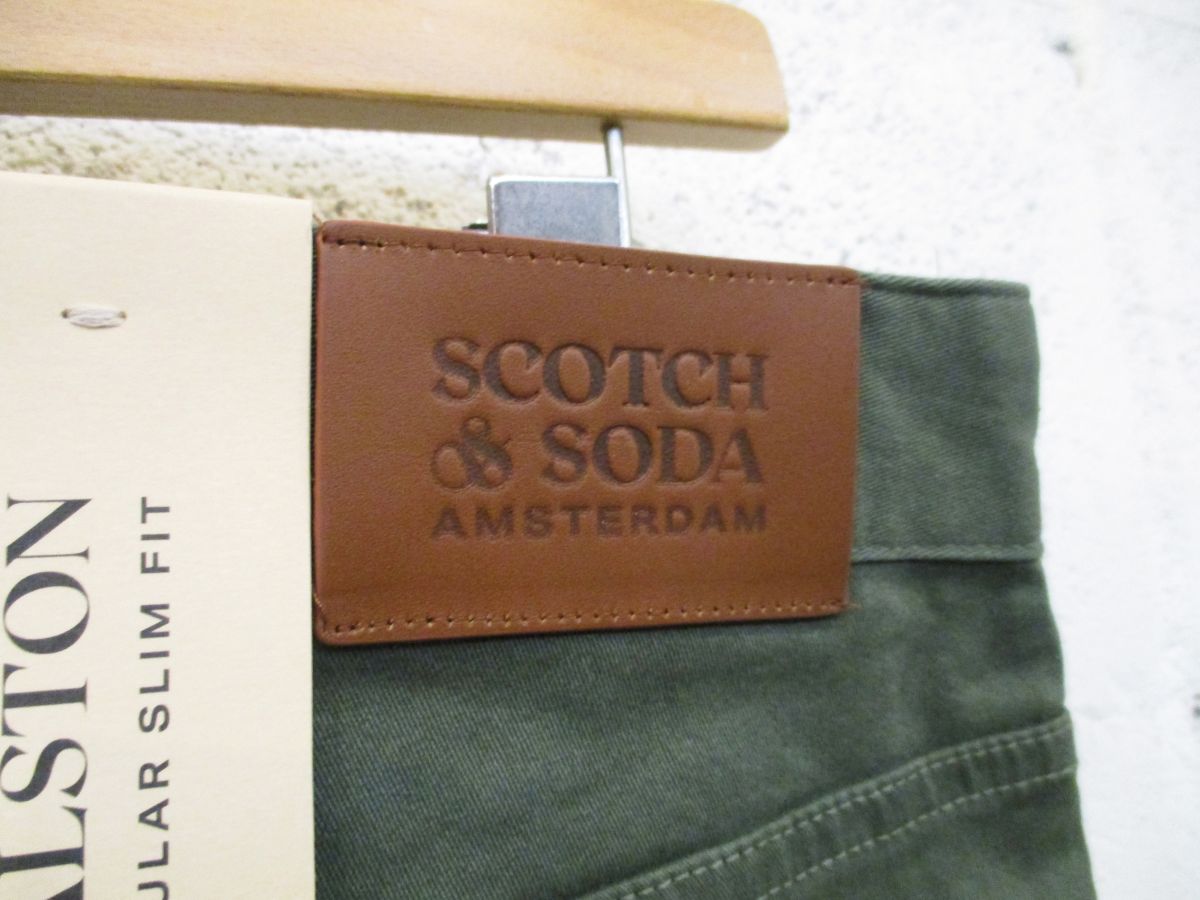 SCOTCH
& SODA
AMSTERDAM
ALSTON
ULAR SLIM FIT